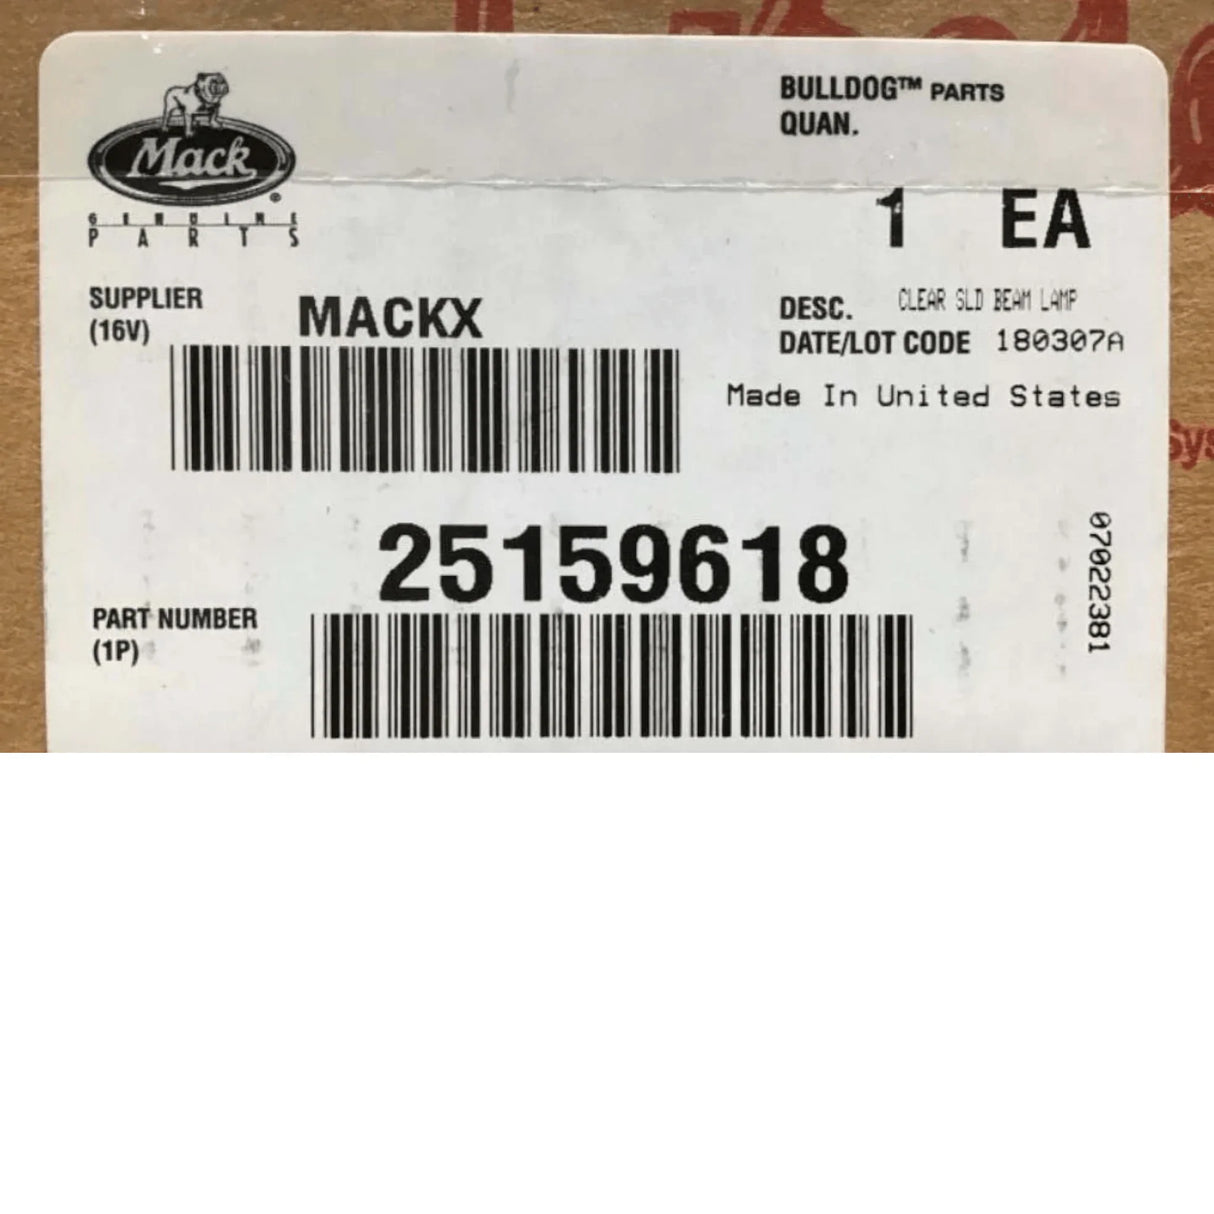 Mack
GENUINE
PARTS
BULLDOG™ PARTS
QUAN.
1 EA
SUPPLIER
(16V)
MACKX
DESC. CLEAR SLD BEAM LAMP
DATE/LOT CODE 180307A
Made In United States
25159618
PART NUMBER
(1P)
07022381